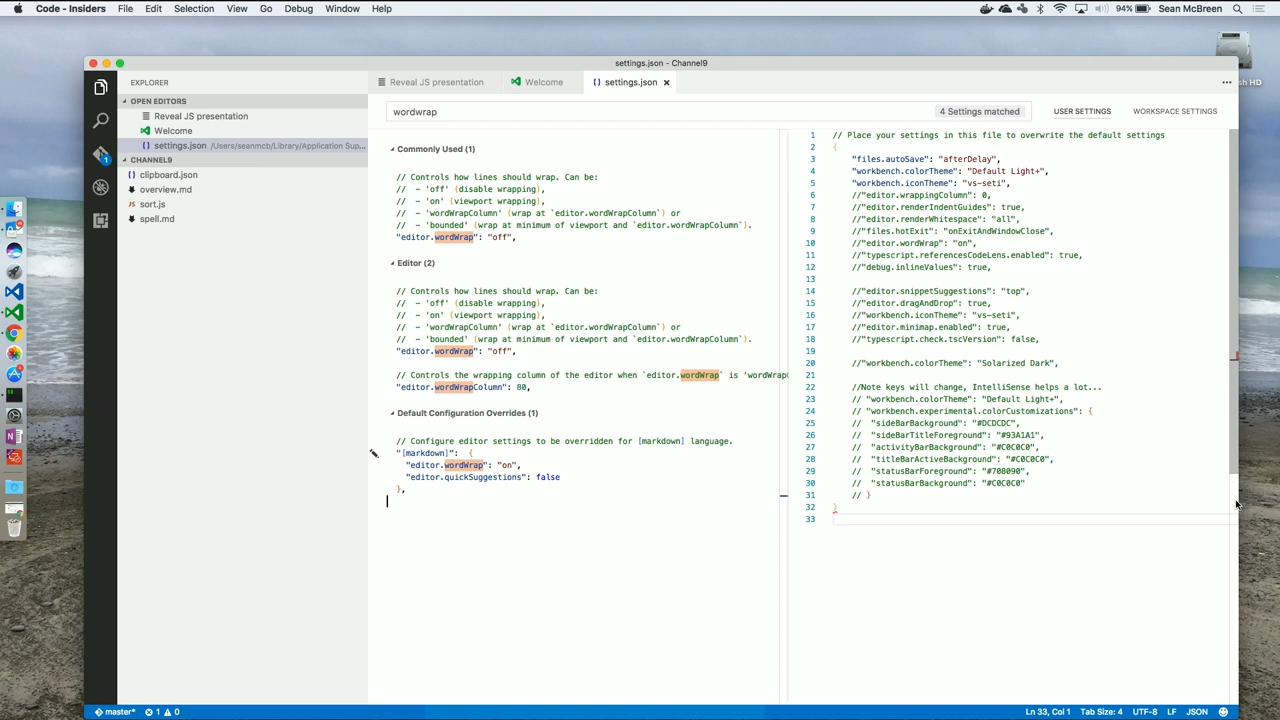 Code - Insiders File Edit Selection View Go Debug Window Help 94% Sean McBreen
settings.json - Channel9
EXPLORER
Reveal JS presentation Welcome settings.json
OPEN EDITORS
Reveal JS presentation
Welcome
settings.json /Users/seanmcb/Library/Application Sup...
CHANNEL9
clipboard.json
overview.md
sort.js
spell.md
1
wordwrap 4 Settings matched USER SETTINGS WORKSPACE SETTINGS
Commonly Used (1)
// Controls how lines should wrap. Can be:
// - 'off' (disable wrapping),
// - 'on' (viewport wrapping),
// - 'wordWrapColumn' (wrap at `editor.wordWrapColumn`) or
// - 'bounded' (wrap at minimum of viewport and `editor.wordWrapColumn`).
"editor.wordWrap": "off",
Editor (2)
// Controls how lines should wrap. Can be:
// - 'off' (disable wrapping),
// - 'on' (viewport wrapping),
// - 'wordWrapColumn' (wrap at `editor.wordWrapColumn`) or
// - 'bounded' (wrap at minimum of viewport and `editor.wordWrapColumn`).
"editor.wordWrap": "off",
// Controls the wrapping column of the editor when `editor.wordWrap` is 'wordWrap
"editor.wordWrapColumn": 80,
Default Configuration Overrides (1)
// Configure editor settings to be overridden for [markdown] language.
"[markdown]": {
"editor.wordWrap": "on",
"editor.quickSuggestions": false
},
1 // Place your settings in this file to overwrite the default settings
2 {
3 "files.autoSave": "afterDelay",
4 "workbench.colorTheme": "Default Light+",
5 "workbench.iconTheme": "vs-seti",
6 //"editor.wrappingColumn": 0,
7 //"editor.renderIndentGuides": true,
8 //"editor.renderWhitespace": "all",
9 //"files.hotExit": "onExitAndWindowClose",
10 //"editor.wordWrap": "on",
11 //"typescript.referencesCodeLens.enabled": true,
12 //"debug.inlineValues": true,
13
14 //"editor.snippetSuggestions": "top",
15 //"editor.dragAndDrop": true,
16 //"workbench.iconTheme": "vs-seti",
17 //"editor.minimap.enabled": true,
18 //"typescript.check.tscVersion": false,
19
20 //"workbench.colorTheme": "Solarized Dark",
21
22 //Note keys will change, IntelliSense helps a lot...
23 // "workbench.colorTheme": "Default Light+",
24 // "workbench.experimental.colorCustomizations": {
25 // "sideBarBackground": "#DCDCDC",
26 // "sideBarTitleForeground": "#93A1A1",
27 // "activityBarBackground": "#C0C0C0",
28 // "titleBarActiveBackground": "#C0C0C0",
29 // "statusBarForeground": "#708090",
30 // "statusBarBackground": "#C0C0C0"
31 // }
32 }
33
master* 1 0 Ln 33, Col 1 Tab Size: 4 UTF-8 LF JSON